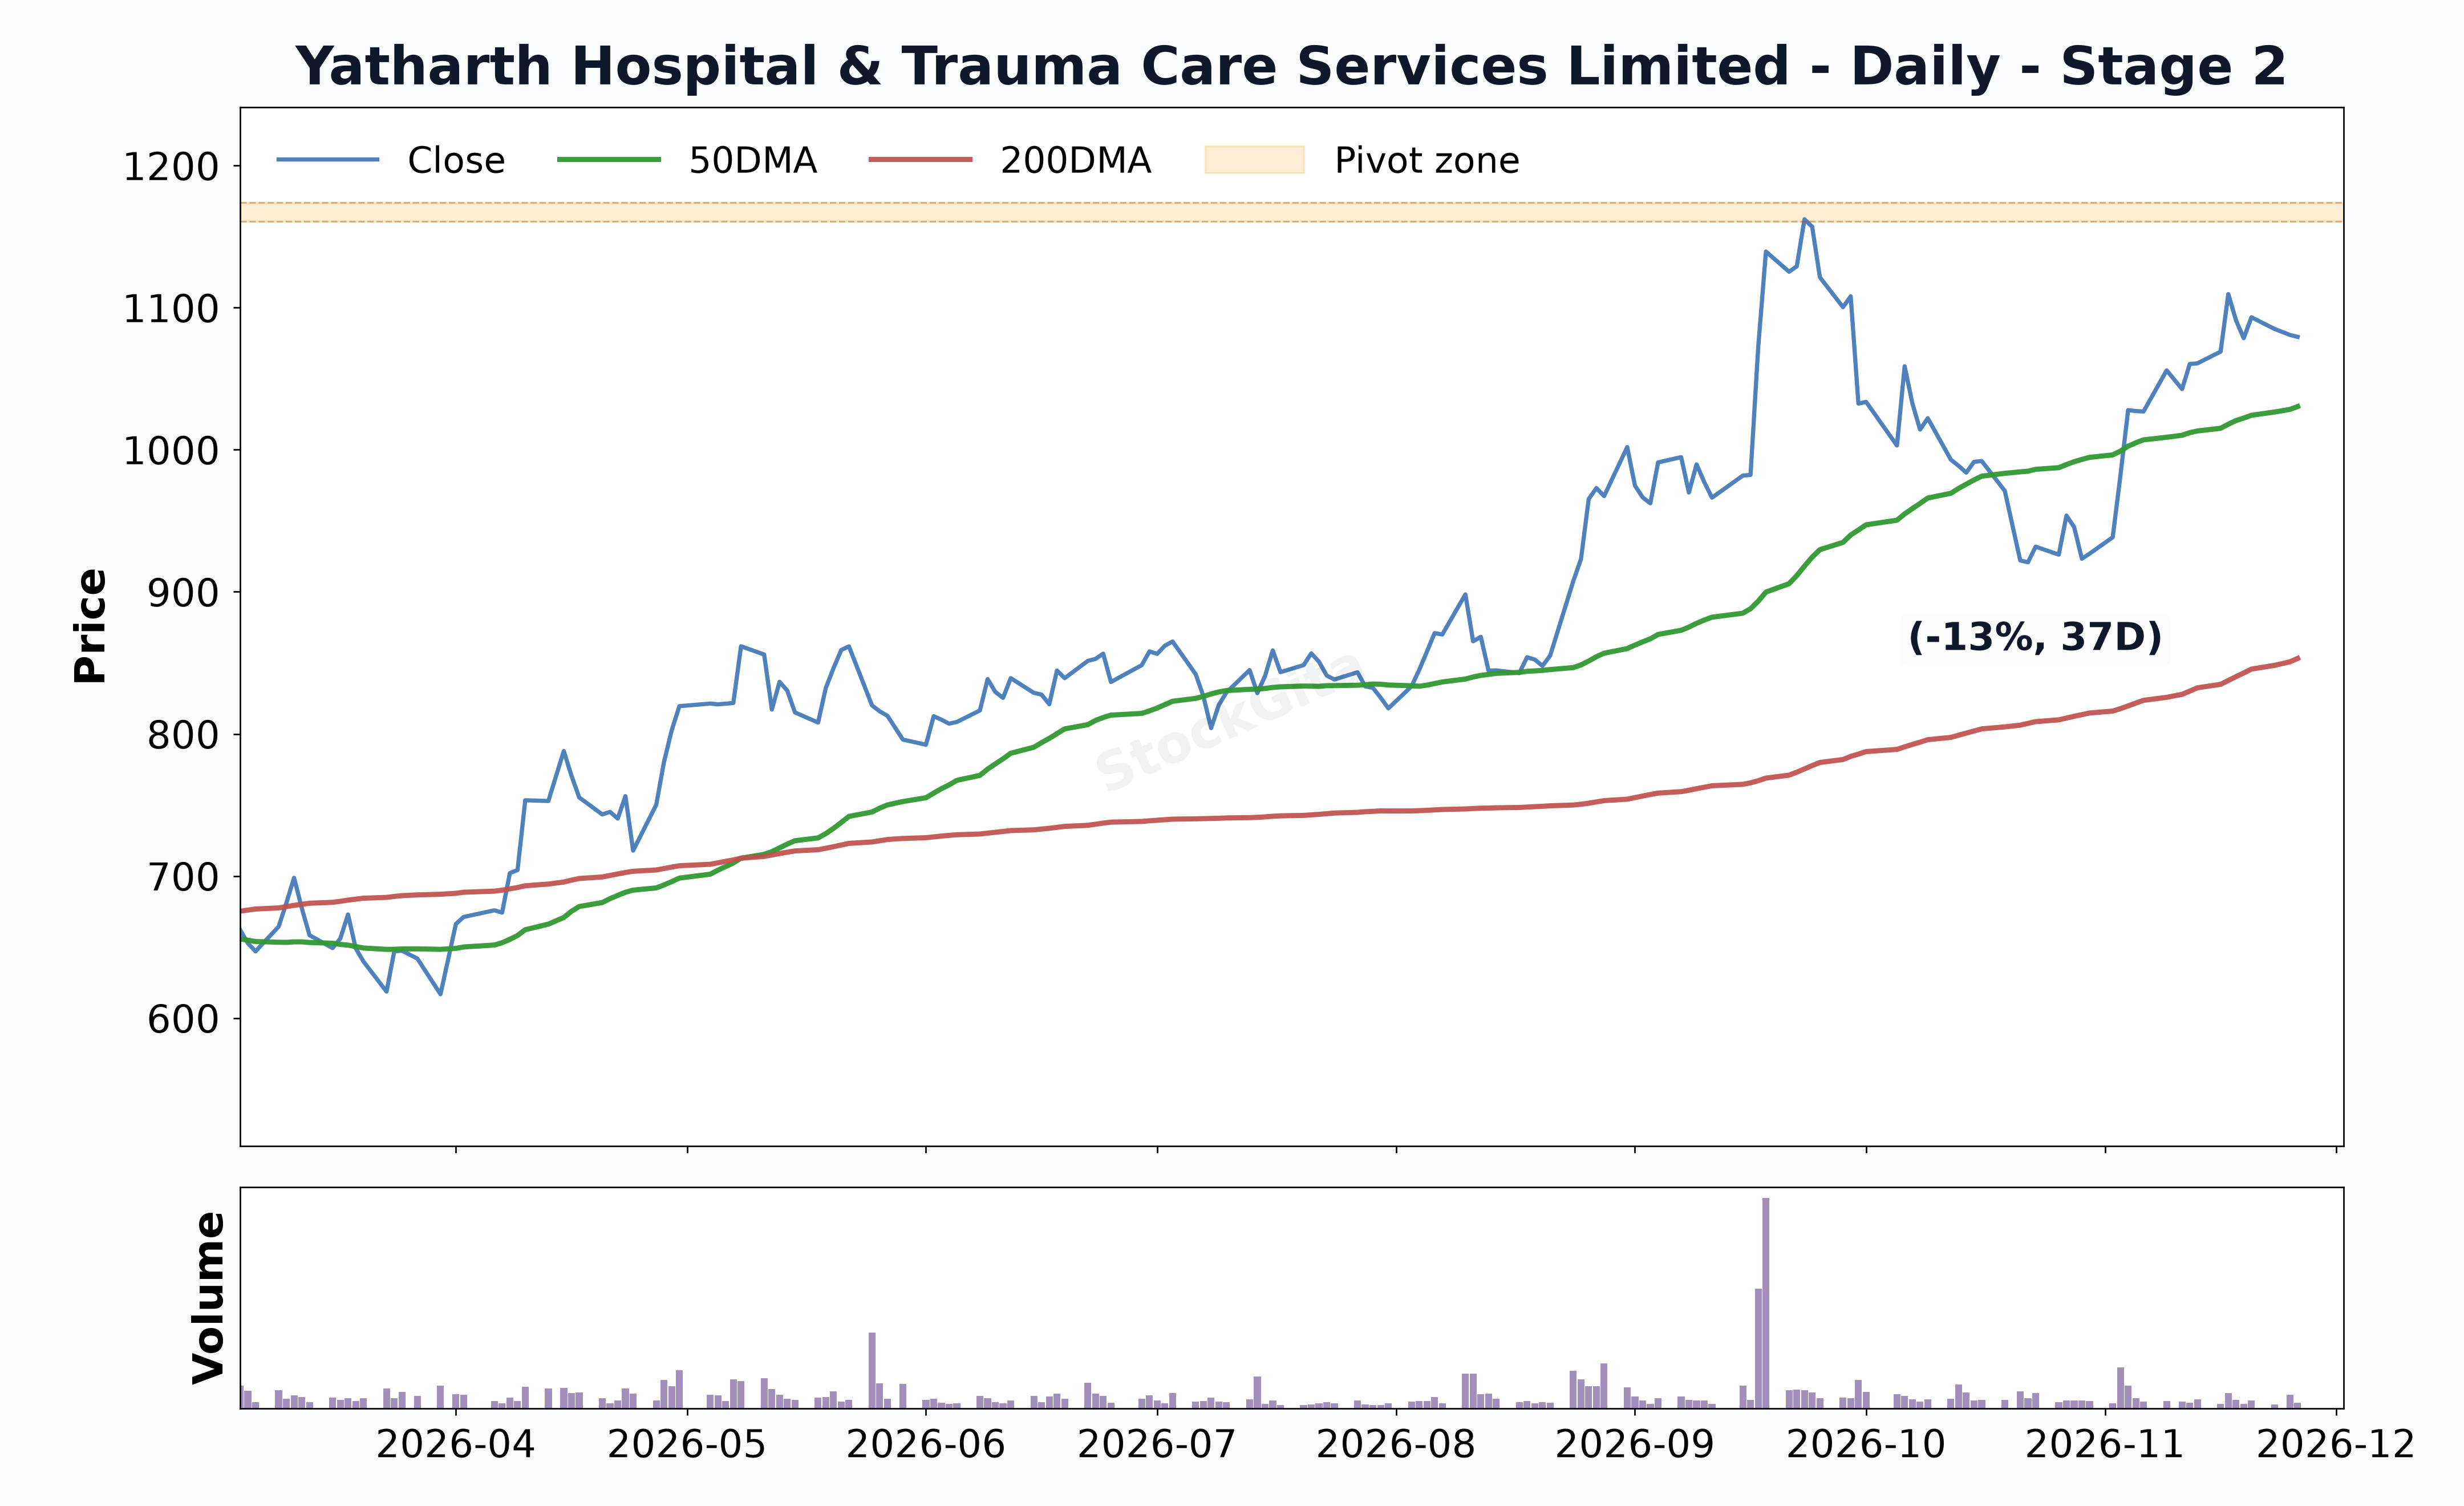 Yatharth Hospital & Trauma Care Services Limited - Daily - Stage 2
Close 50DMA 200DMA Pivot zone
Price
1200
1100
1000
900
800
700
600
(-13%, 37D)
StockGita
Volume
2026-04 2026-05 2026-06 2026-07 2026-08 2026-09 2026-10 2026-11 2026-12